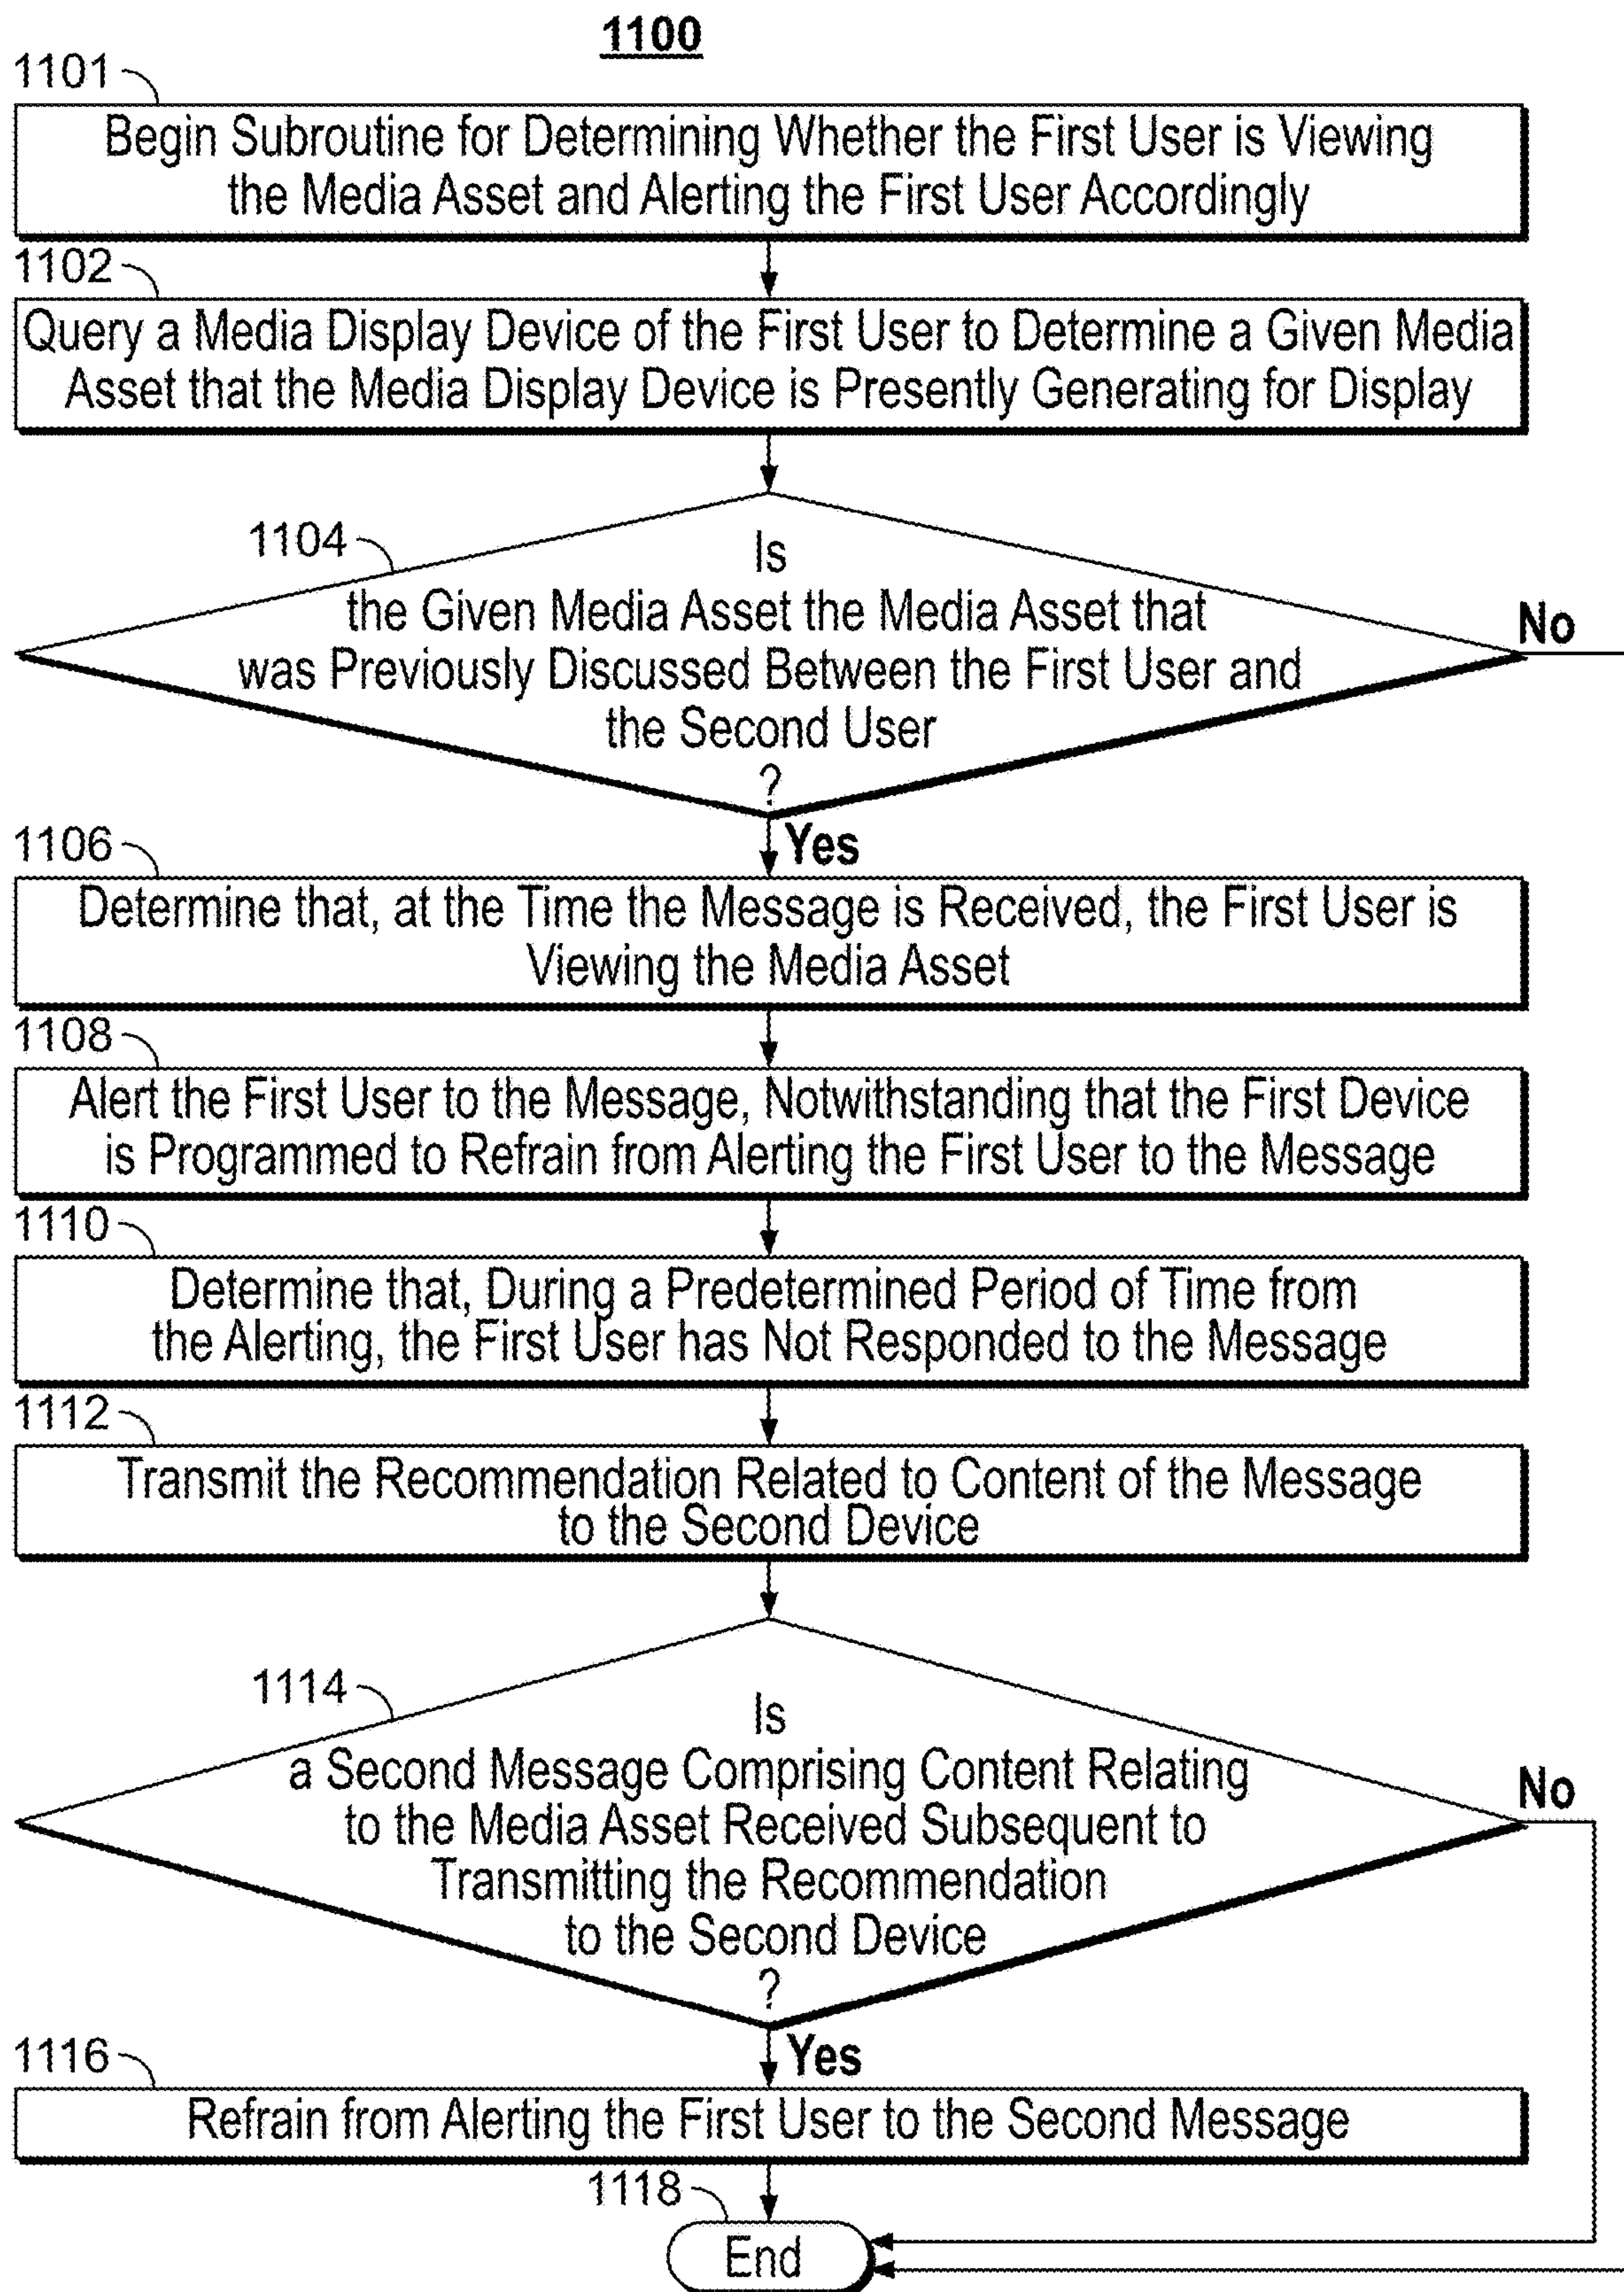 1100
1101
Begin Subroutine for Determining Whether the First User is Viewing
the Media Asset and Alerting the First User Accordingly
1102
Query a Media Display Device of the First User to Determine a Given Media
Asset that the Media Display Device is Presently Generating for Display
1104
Is
the Given Media Asset the Media Asset that
was Previously Discussed Between the First User and
the Second User
?
No
Yes
1106
Determine that, at the Time the Message is Received, the First User is
Viewing the Media Asset
1108
Alert the First User to the Message, Notwithstanding that the First Device
is Programmed to Refrain from Alerting the First User to the Message
1110
Determine that, During a Predetermined Period of Time from
the Alerting, the First User has Not Responded to the Message
1112
Transmit the Recommendation Related to Content of the Message
to the Second Device
1114
Is
a Second Message Comprising Content Relating
to the Media Asset Received Subsequent to
Transmitting the Recommendation
to the Second Device
?
No
Yes
1116
Refrain from Alerting the First User to the Second Message
1118
End